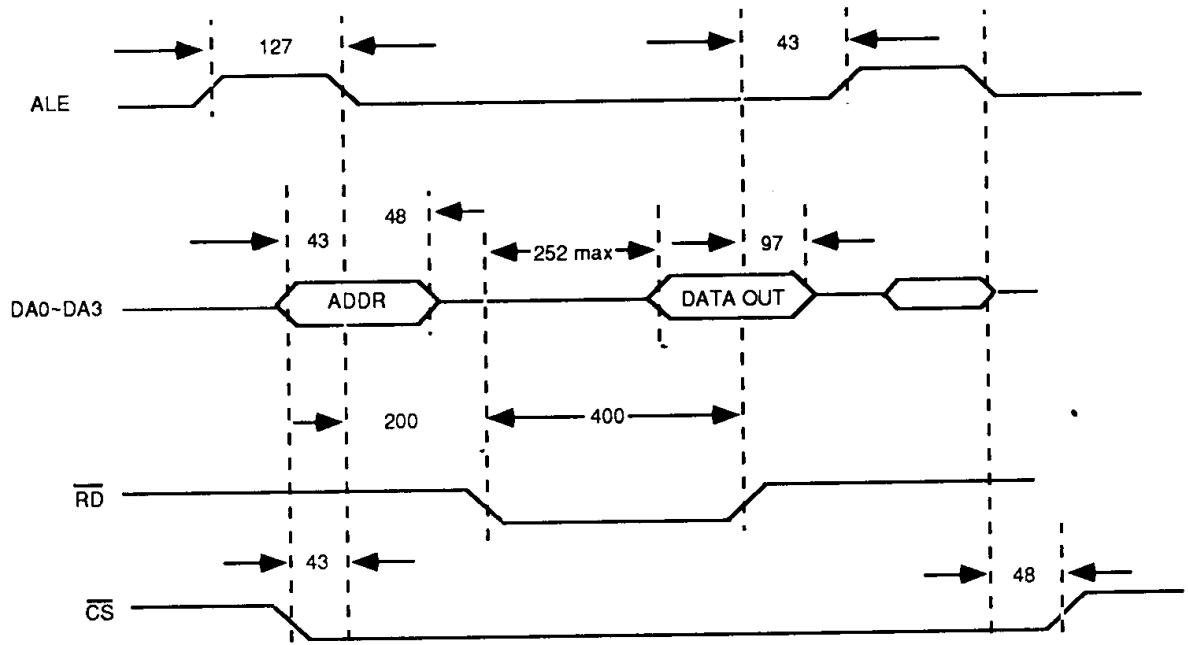 127
43
ALE
43
48
252 max
97
DA0~DA3
ADDR
DATA OUT
200
400
RD
43
48
CS